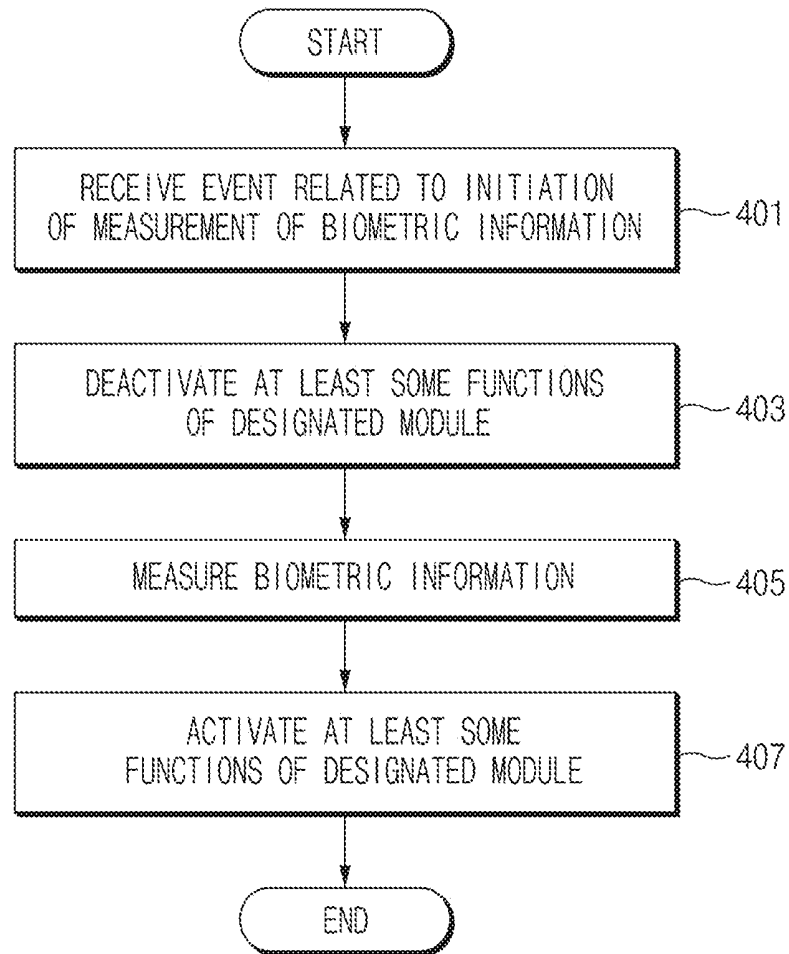 START
RECEIVE EVENT RELATED TO INITIATION
OF MEASUREMENT OF BIOMETRIC INFORMATION
401
DEACTIVATE AT LEAST SOME FUNCTIONS
OF DESIGNATED MODULE
403
MEASURE BIOMETRIC INFORMATION
405
ACTIVATE AT LEAST SOME
FUNCTIONS OF DESIGNATED MODULE
407
END